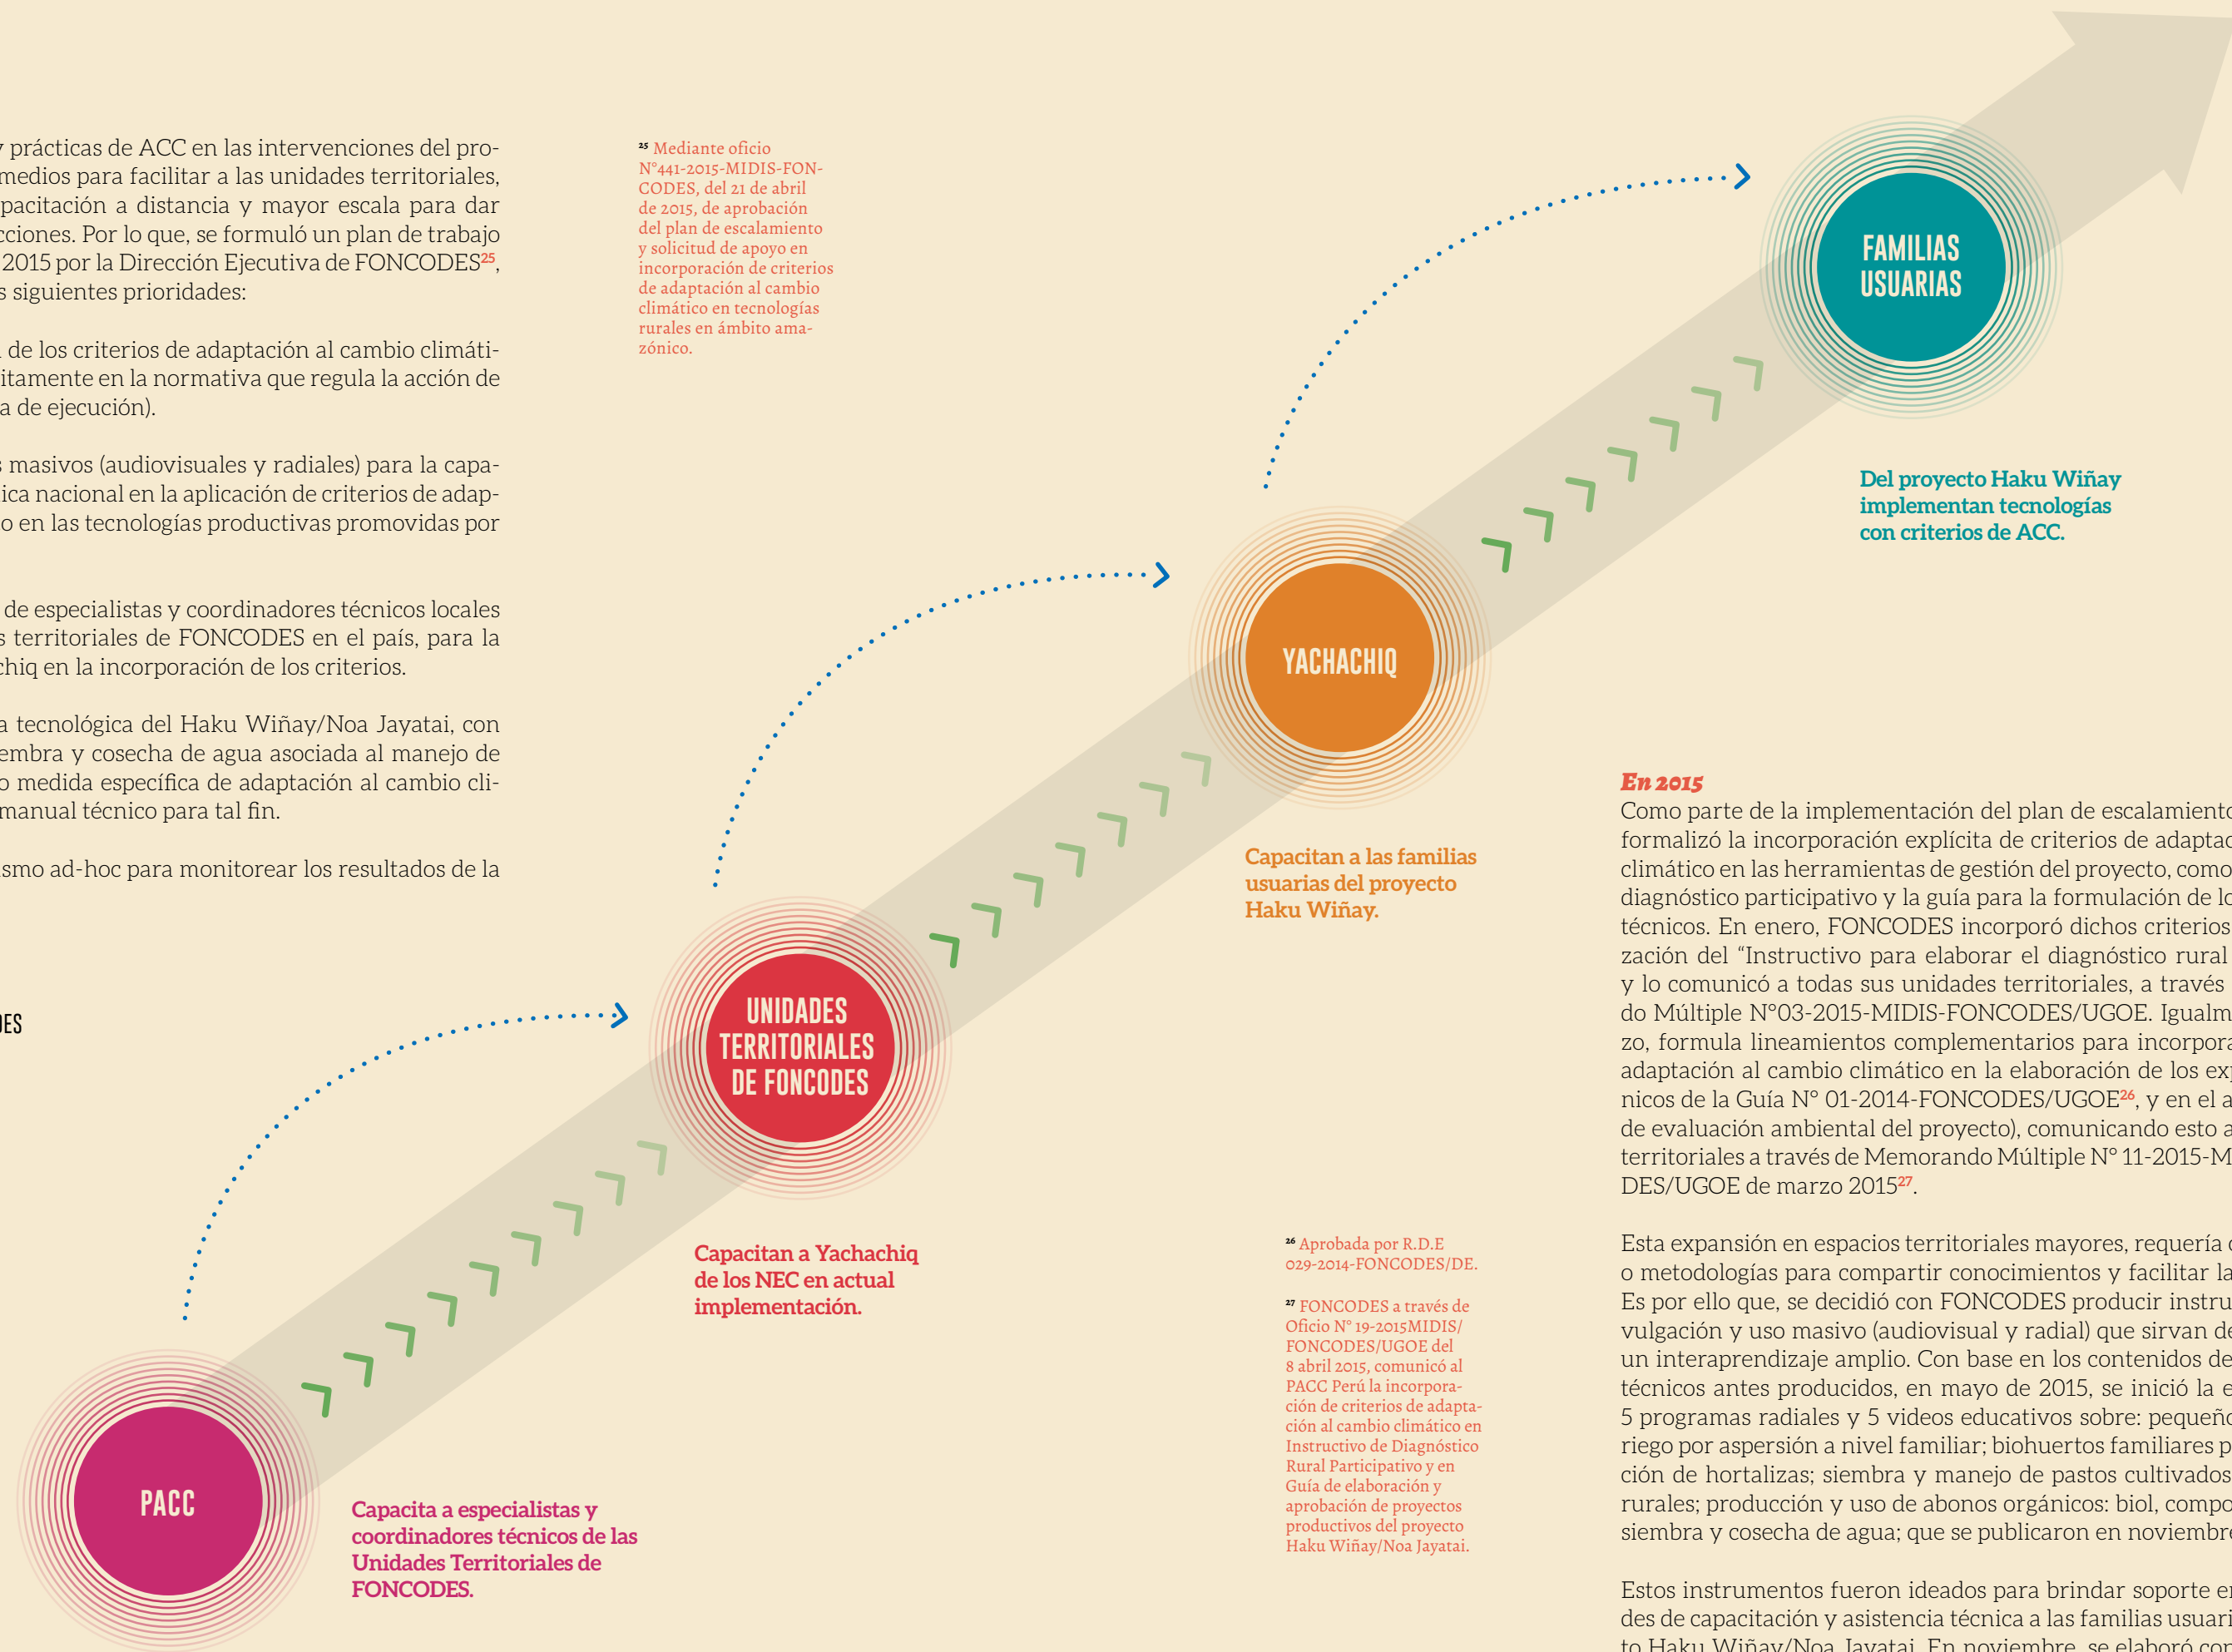 y prácticas de ACC en las intervenciones del pro-
medios para facilitar a las unidades territoriales,
pacitación a distancia y mayor escala para dar
cciones. Por lo que, se formuló un plan de trabajo
2015 por la Dirección Ejecutiva de FONCODES25,
s siguientes prioridades:
de los criterios de adaptación al cambio climáti-
itamente en la normativa que regula la acción de
a de ejecución).
s masivos (audiovisuales y radiales) para la capa-
ica nacional en la aplicación de criterios de adap-
o en las tecnologías productivas promovidas por
de especialistas y coordinadores técnicos locales
s territoriales de FONCODES en el país, para la
chiq en la incorporación de los criterios.
a tecnológica del Haku Wiñay/Noa Jayatai, con
embra y cosecha de agua asociada al manejo de
o medida específica de adaptación al cambio cli-
manual técnico para tal fin.
smo ad-hoc para monitorear los resultados de la
DES
25 Mediante oficio
N°441-2015-MIDIS-FON-
CODES, del 21 de abril
de 2015, de aprobación
del plan de escalamiento
y solicitud de apoyo en
incorporación de criterios
de adaptación al cambio
climático en tecnologías
rurales en ámbito ama-
zónico.
PACC
Capacita a especialistas y
coordinadores técnicos de las
Unidades Territoriales de
FONCODES.
UNIDADES
TERRITORIALES
DE FONCODES
Capacitan a Yachachiq
de los NEC en actual
implementación.
YACHACHIQ
Capacitan a las familias
usuarias del proyecto
Haku Wiñay.
FAMILIAS
USUARIAS
Del proyecto Haku Wiñay
implementan tecnologías
con criterios de ACC.
26 Aprobada por R.D.E
029-2014-FONCODES/DE.
27 FONCODES a través de
Oficio N° 19-2015MIDIS/
FONCODES/UGOE del
8 abril 2015, comunicó al
PACC Perú la incorpora-
ción de criterios de adapta-
ción al cambio climático en
Instructivo de Diagnóstico
Rural Participativo y en
Guía de elaboración y
aprobación de proyectos
productivos del proyecto
Haku Wiñay/Noa Jayatai.
En 2015
Como parte de la implementación del plan de escalamiento
formalizó la incorporación explícita de criterios de adaptac
climático en las herramientas de gestión del proyecto, como
diagnóstico participativo y la guía para la formulación de lo
técnicos. En enero, FONCODES incorporó dichos criterios
zación del “Instructivo para elaborar el diagnóstico rural
y lo comunicó a todas sus unidades territoriales, a través
do Múltiple N°03-2015-MIDIS-FONCODES/UGOE. Igualm
zo, formula lineamientos complementarios para incorpora
adaptación al cambio climático en la elaboración de los exp
nicos de la Guía N° 01-2014-FONCODES/UGOE26, y en el a
de evaluación ambiental del proyecto), comunicando esto a
territoriales a través de Memorando Múltiple N° 11-2015-M
DES/UGOE de marzo 201527.
Esta expansión en espacios territoriales mayores, requería
o metodologías para compartir conocimientos y facilitar la
Es por ello que, se decidió con FONCODES producir instru
vulgación y uso masivo (audiovisual y radial) que sirvan de
un interaprendizaje amplio. Con base en los contenidos de
técnicos antes producidos, en mayo de 2015, se inició la e
5 programas radiales y 5 videos educativos sobre: pequeño
riego por aspersión a nivel familiar; biohuertos familiares p
ción de hortalizas; siembra y manejo de pastos cultivados
rurales; producción y uso de abonos orgánicos: biol, compo
siembra y cosecha de agua; que se publicaron en noviembre
Estos instrumentos fueron ideados para brindar soporte en
des de capacitación y asistencia técnica a las familias usuari
to Haku Wiñay/Noa Jayatai. En noviembre, se elaboró con